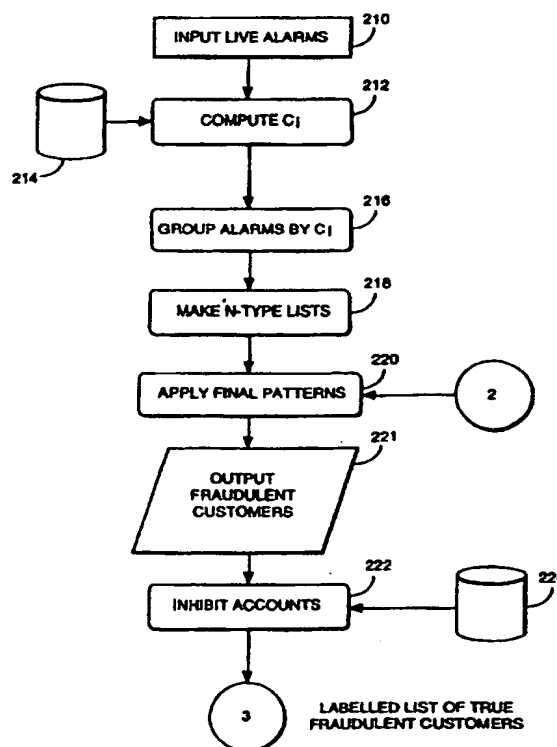 210
INPUT LIVE ALARMS
212
COMPUTE Ci
214
216
GROUP ALARMS BY Ci
218
MAKE N-TYPE LISTS
220
APPLY FINAL PATTERNS
2
221
OUTPUT
FRAUDULENT
CUSTOMERS
222
22
INHIBIT ACCOUNTS
3
LABELLED LIST OF TRUE
FRAUDULENT CUSTOMERS